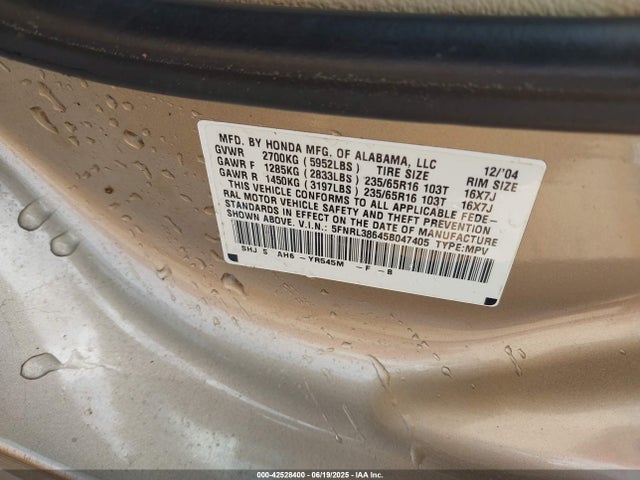 MFD. BY HONDA MFG. OF ALABAMA, LLC 12/'04
GVWR 2700KG (5952LBS) TIRE SIZE RIM SIZE
GAWR F 1285KG (2833LBS) 235/65R16 103T 16X7J
GAWR R 1450KG (3197LBS) 235/65R16 103T 16X7J
THIS VEHICLE CONFORMS TO ALL APPLICABLE FEDE-
RAL MOTOR VEHICLE SAFETY AND THEFT PREVENTION
STANDARDS IN EFFECT ON THE DATE OF MANUFACTURE
SHOWN ABOVE. V.I.N.: 5FNRL38645B047405 TYPE:MPV
SHJ S AH6 -YR545M -F -B
000-42528400 - 06/19/2025 - IAA Inc.